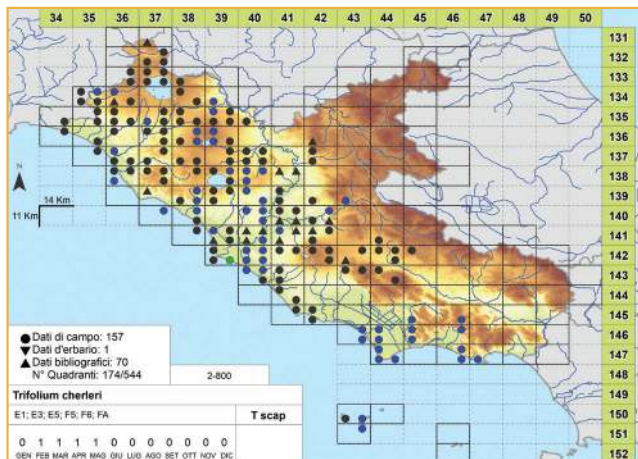 34 35 36 37 38 39 40 41 42 43 44 45 46 47 48 49 50
131
132
133
134
135
136
137
138
139
140
141
142
143
144
145
146
147
148
149
150
151
152
N
14 Km
11 Km
Dati di campo: 157
Dati d'erbario: 1
Dati bibliografici: 70
N° Quadranti: 174/544
2-800
Trifolium cherleri
E1; E3; E5; F5; F6; FA
T scap
0 1 1 1 1 0 0 0 0 0 0 0
GEN FEB MAR APR MAG GIU LUG AGO SET OTT NOV DIC